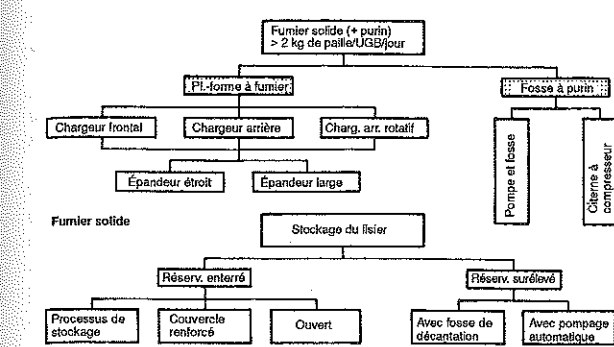 Fumier solide (+ purin)
> 2 kg de paille/UGB/jour
Pl.-forme à fumier
Fosse à purin
Chargeur frontal
Chargeur arrière
Charg. arr. rotatif
Pompe et fosse
Citerne à
compresseur
Épandeur étroit
Épandeur large
Fumier solide
Stockage du lisier
Réserv. enterré
Réserv. surélevé
Processus de
stockage
Couvercle
renforcé
Ouvert
Avec fosse de
décantation
Avec pompage
automatique